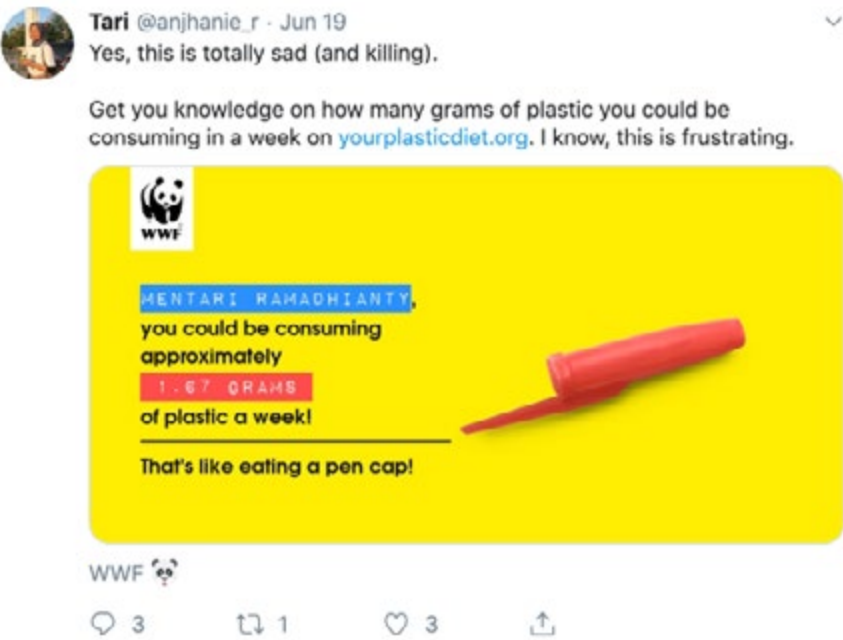 Tari @anjhanie_r · Jun 19
Yes, this is totally sad (and killing).
Get you knowledge on how many grams of plastic you could be
consuming in a week on yourplasticdiet.org. I know, this is frustrating.
WWF
MENTARI RAMADHIANTY,
you could be consuming
approximately
1.67 GRAMS
of plastic a week!
That's like eating a pen cap!
WWF 🐼
3 1 3